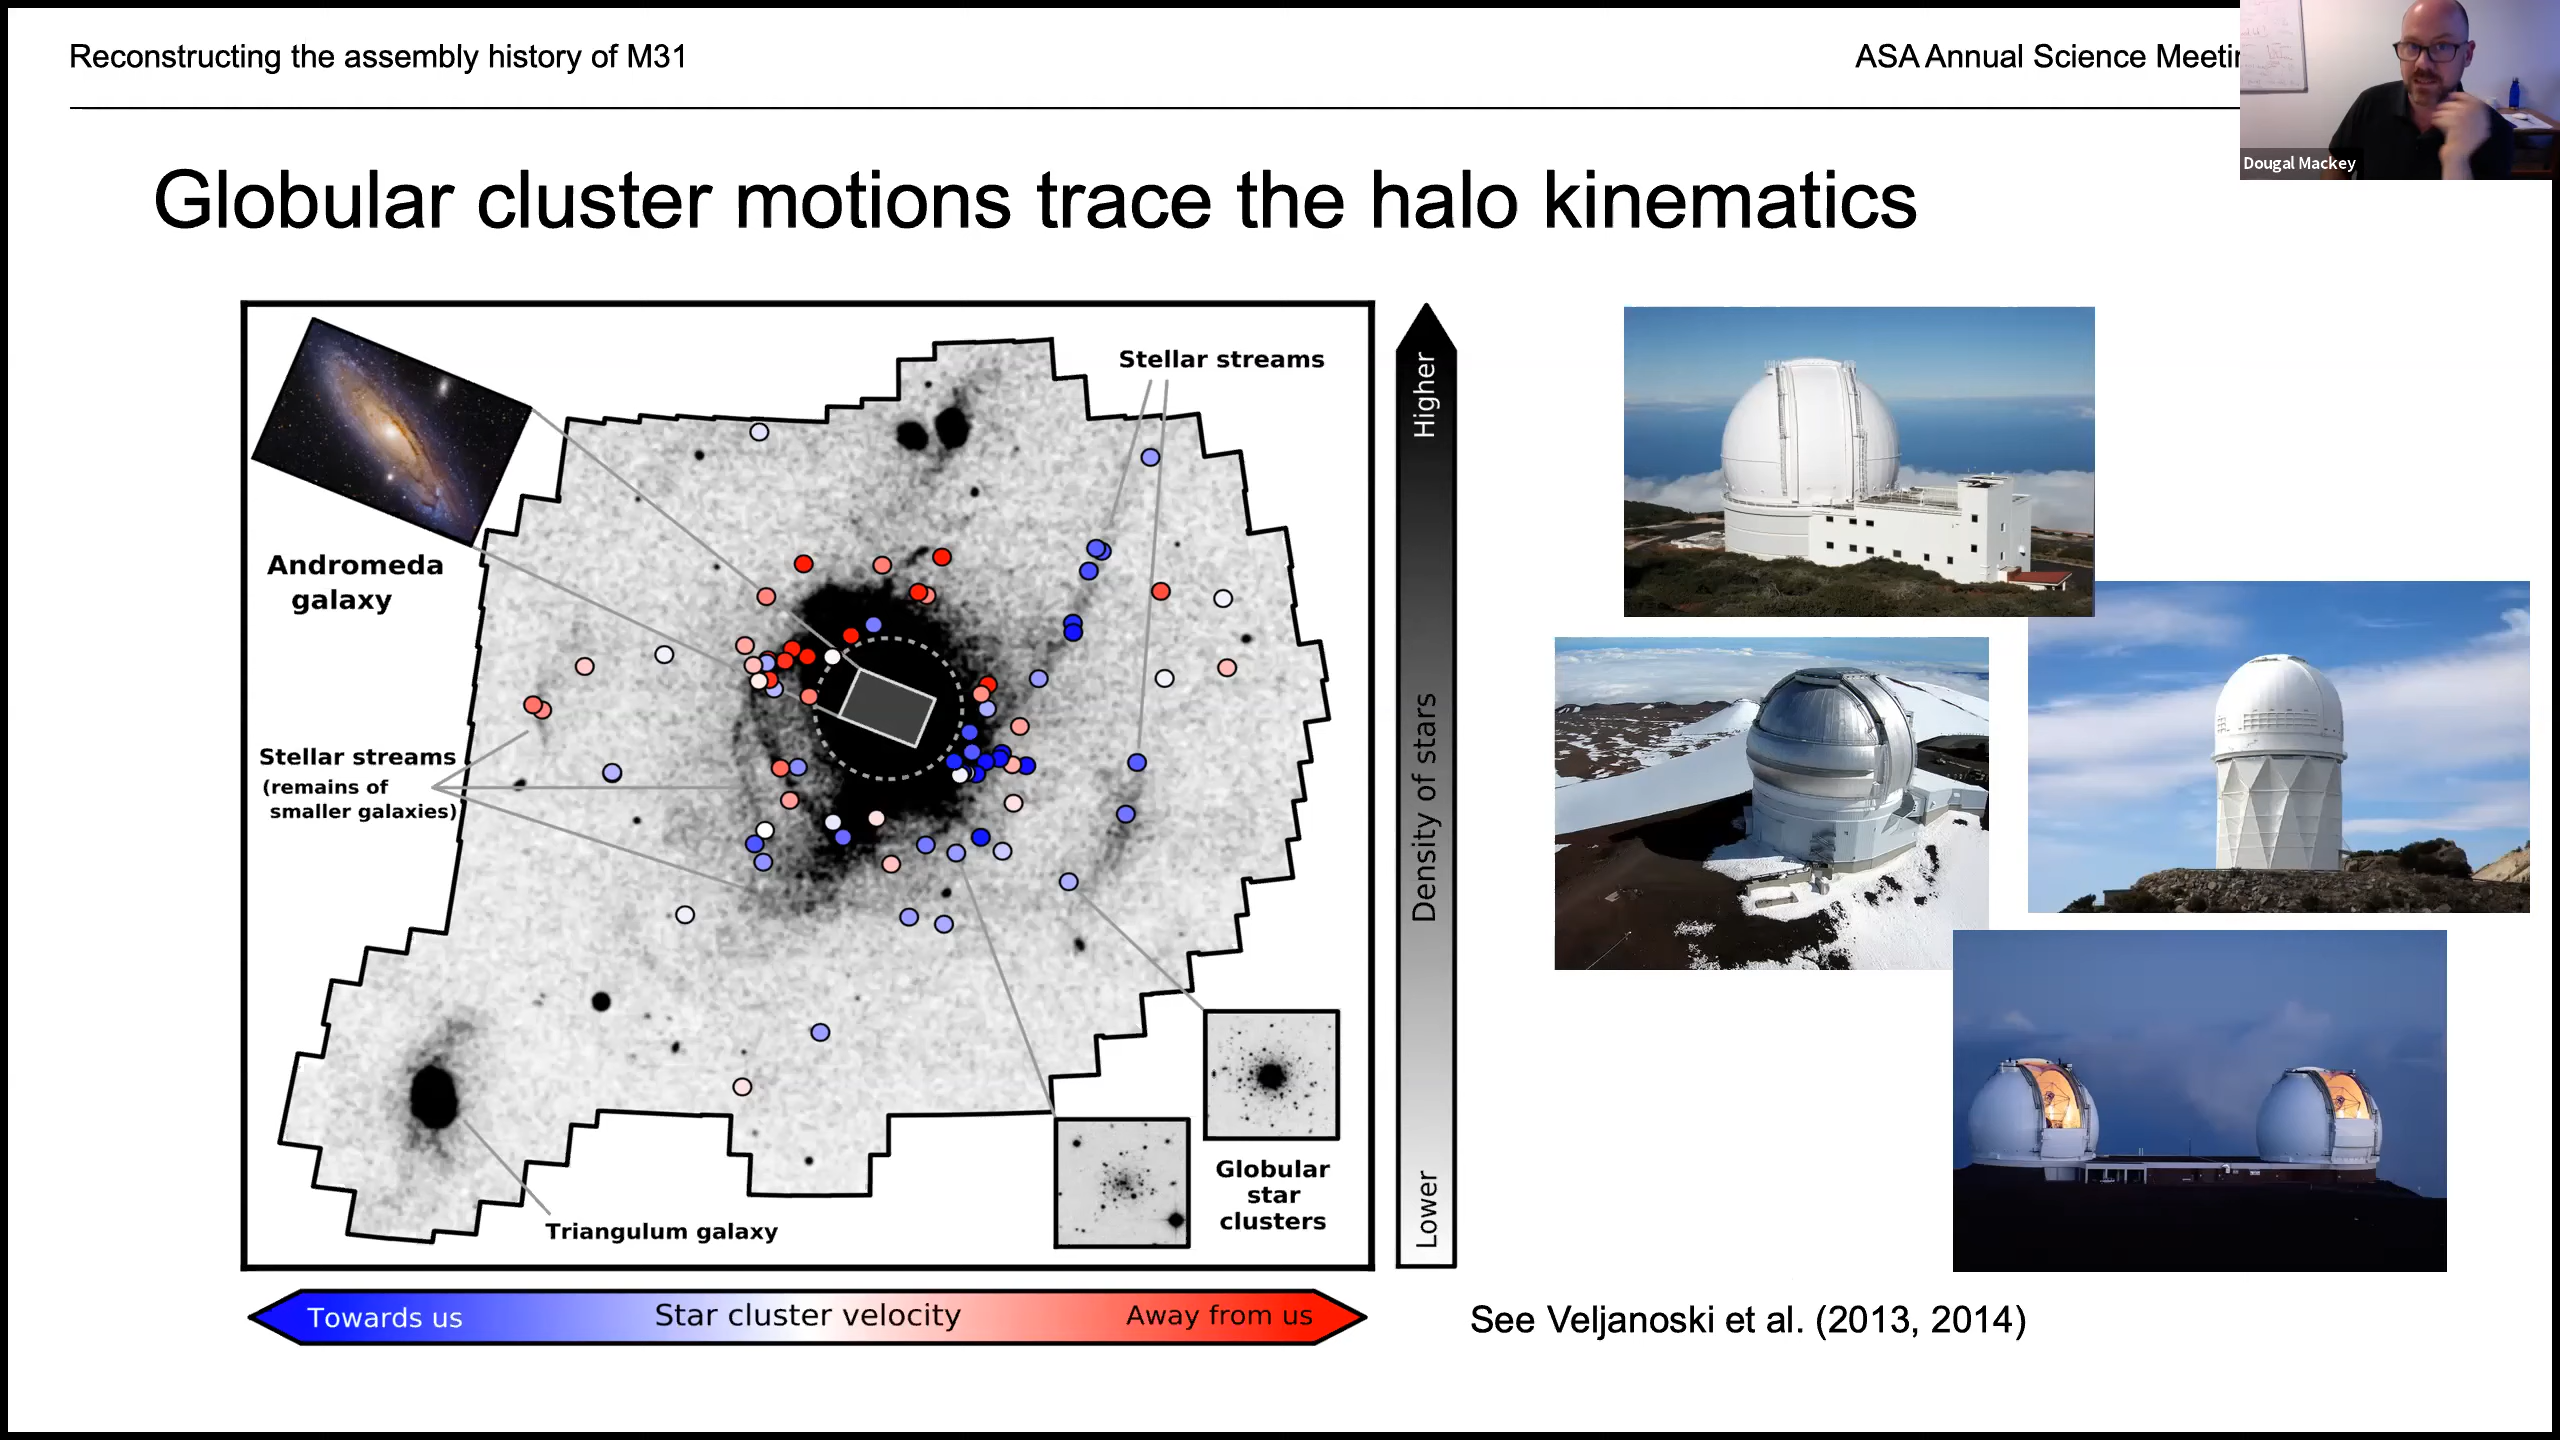 Reconstructing the assembly history of M31
ASA Annual Science Meetin
Dougal Mackey
Globular cluster motions trace the halo kinematics
Stellar streams
Andromeda
galaxy
Stellar streams
(remains of
smaller galaxies)
Triangulum galaxy
Globular
star
clusters
Higher
Density of stars
Lower
Towards us
Star cluster velocity
Away from us
See Veljanoski et al. (2013, 2014)